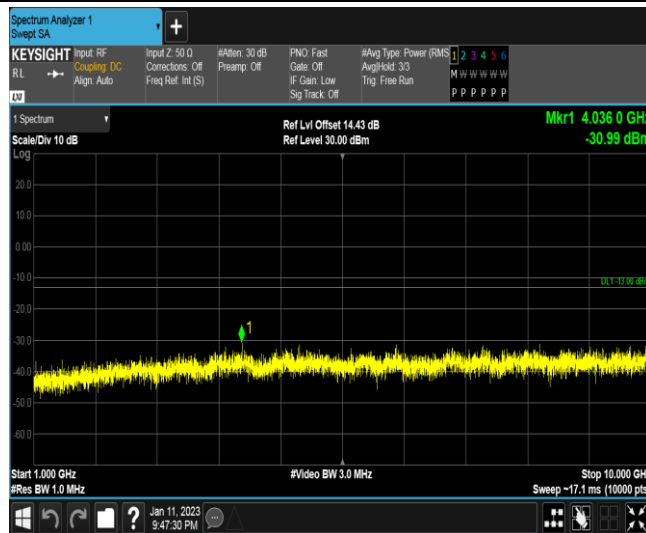 Spectrum Analyzer 1
Swept SA
KEYSIGHT
RL
LXI
Input: RF
Coupling: DC
Align: Auto
Input Z: 50 Ω
Corrections: Off
Freq Ref: Int (S)
#Atten: 30 dB
Preamp: Off
PNO: Fast
Gate: Off
IF Gain: Low
Sig Track: Off
#Avg Type: Power (RMS
Avg|Hold: 3/3
Trig: Free Run
1 2 3 4 5 6
M W W W W W
P P P P P P
1 Spectrum
Scale/Div 10 dB
Log
Ref Lvl Offset 14.43 dB
Ref Level 30.00 dBm
Mkr1 4.036 0 GHz
-30.99 dBm
20.0
10.0
0.00
-10.0
DL1 -13.00 dBm
-20.0
1
-30.0
-40.0
-50.0
-60.0
Start 1.000 GHz
#Res BW 1.0 MHz
#Video BW 3.0 MHz
Stop 10.000 GHz
Sweep ~17.1 ms (10000 pts)
?
Jan 11, 2023
9:47:30 PM